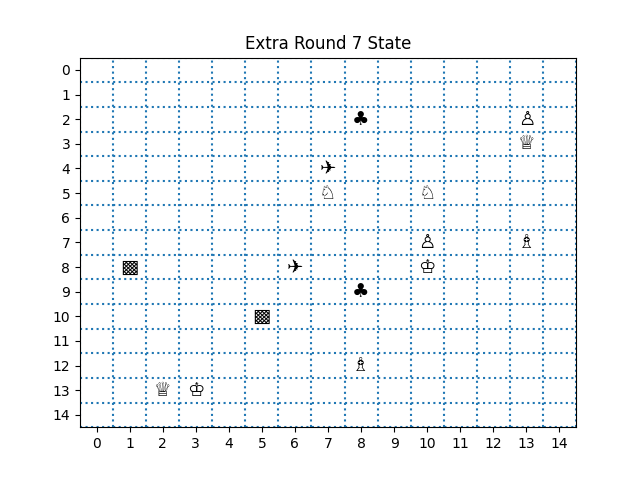 Extra Round 7 State
0
1
2 ♣ ♙
3 ♕
4 ✈
5 ♘ ♘
6
7 ♙ ♗
8 ▩ ✈ ♔
9 ♣
10 ▩
11
12 ♗
13 ♕ ♔
14
0 1 2 3 4 5 6 7 8 9 10 11 12 13 14